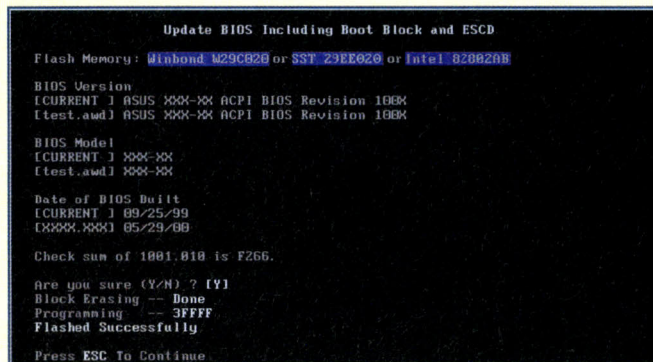 Update BIOS Including Boot Block and ESCD
Flash Memory: Winbond W29C020 or SST 29EE020 or Intel 82802AB
BIOS Version
[CURRENT ] ASUS XXX-XX ACPI BIOS Revision 100X
[test.awd] ASUS XXX-XX ACPI BIOS Revision 100X
BIOS Model
[CURRENT ] XXX-XX
[test.awd] XXX-XX
Date of BIOS Built
[CURRENT ] 09/25/99
[XXXX.XXX] 05/29/00
Check sum of 1001.010 is F266.
Are you sure (Y/N) ? [Y]
Block Erasing -- Done
Programming -- 3FFFF
Flashed Successfully
Press ESC To Continue